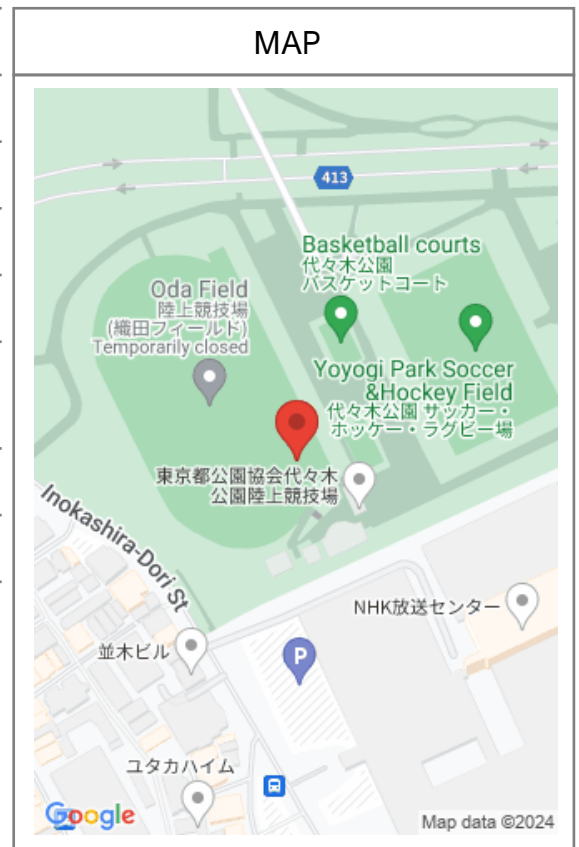 MAP
413
Basketball courts
代々木公園
バスケットコート
Oda Field
陸上競技場
(織田フィールド)
Temporarily closed
Yoyogi Park Soccer
&Hockey Field
代々木公園 サッカー・
ホッケー・ラグビー場
東京都公園協会代々木
公園陸上競技場
Inokashira-Dori St
NHK放送センター
並木ビル
P
ユタカハイム
Google
Map data ©2024